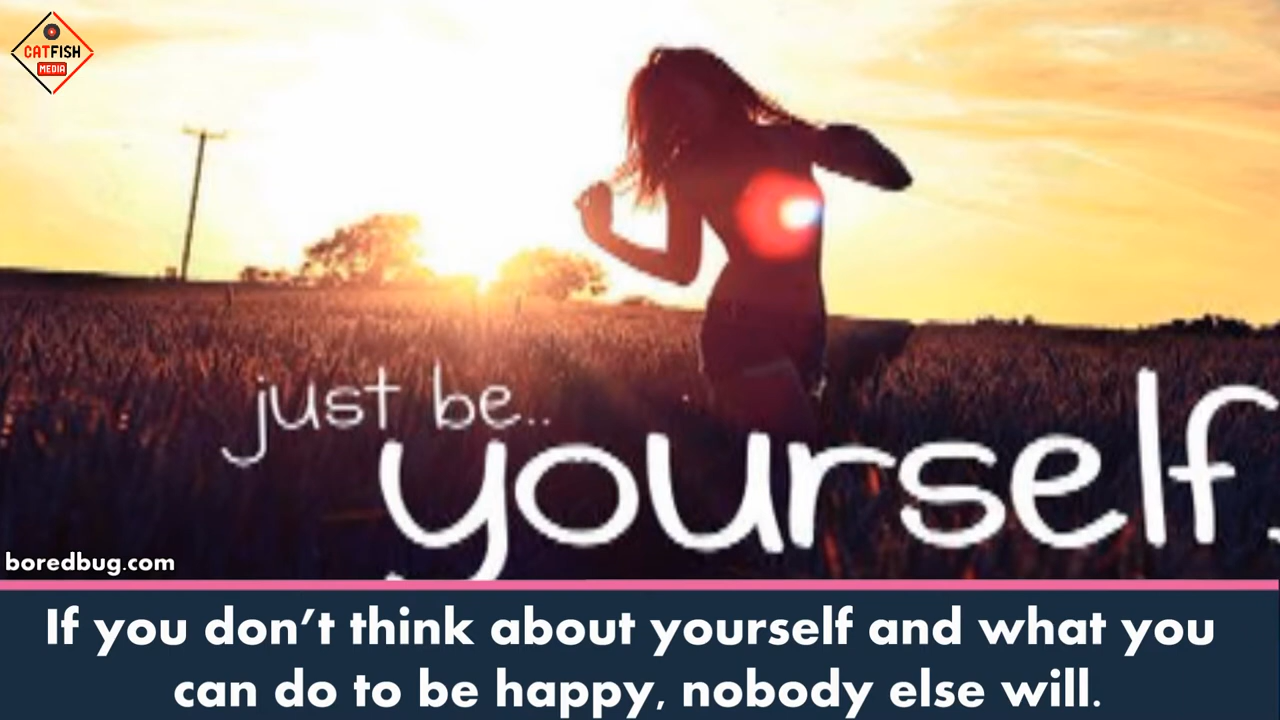 CATFISH
MEDIA
just be..
yourself.
boredbug.com
If you don’t think about yourself and what you
can do to be happy, nobody else will.